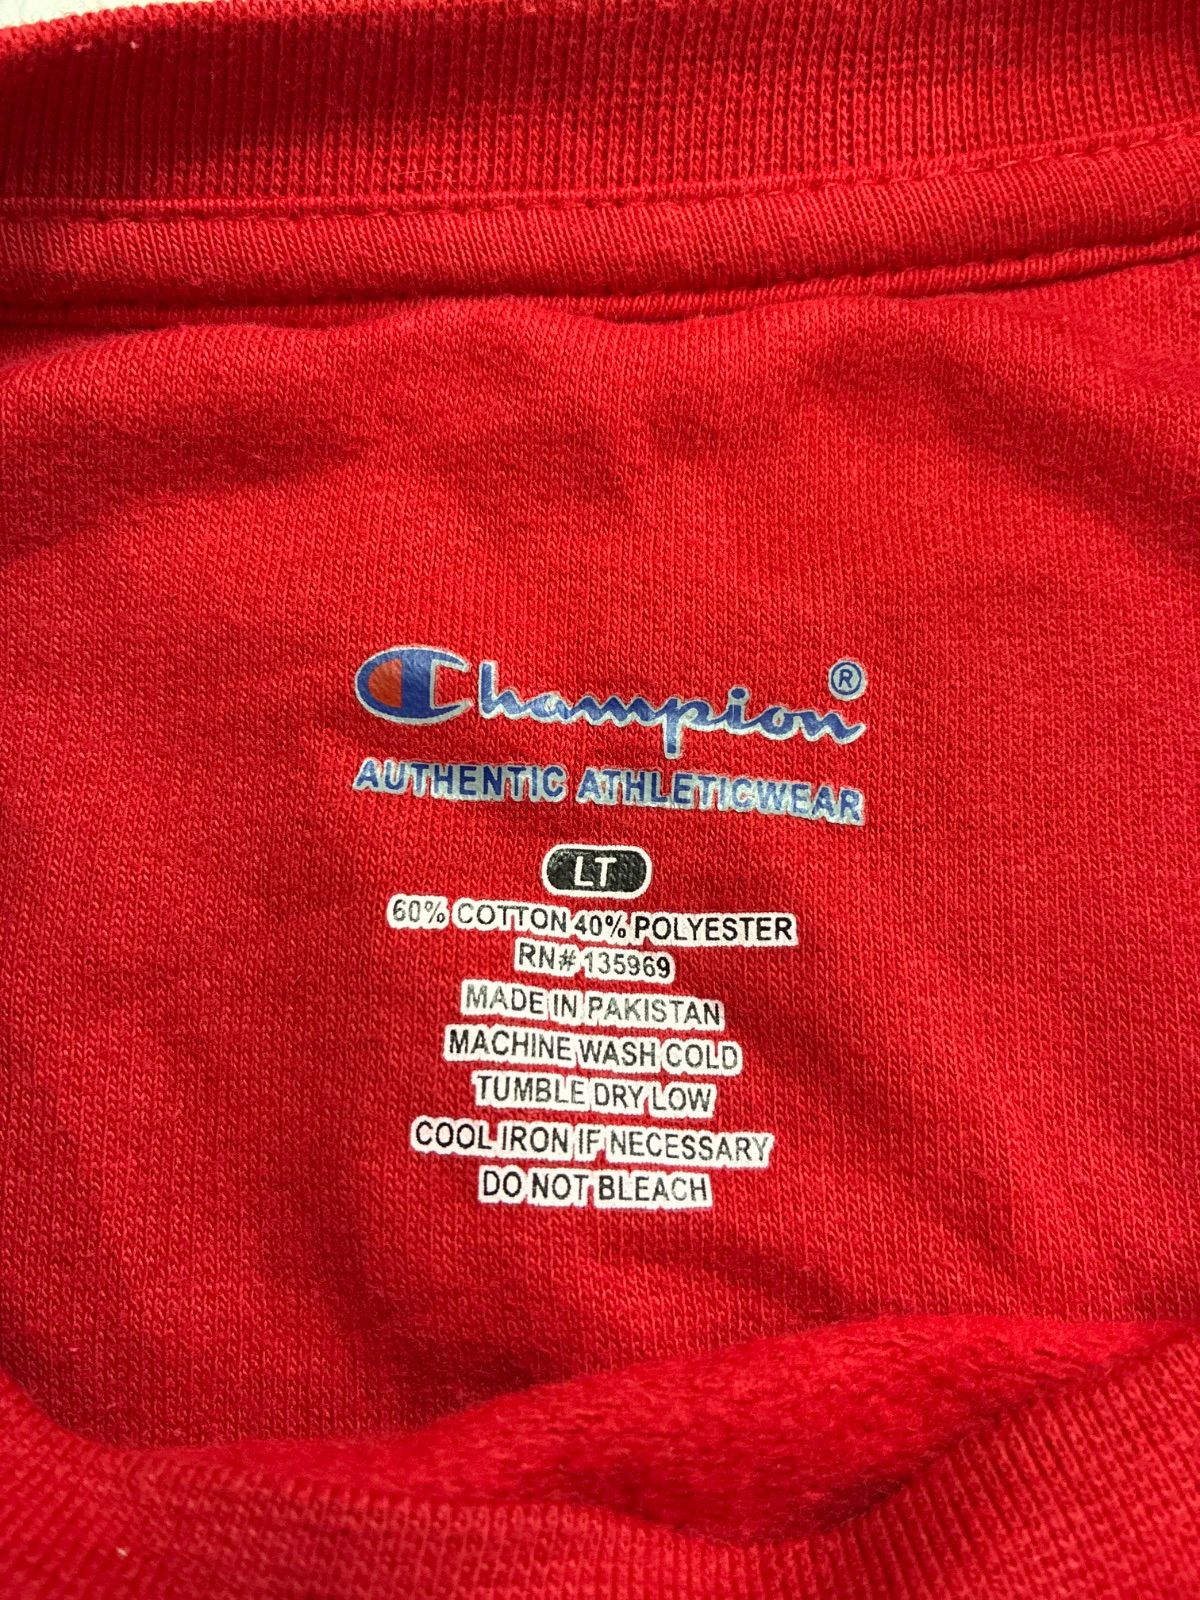 Champion®
AUTHENTIC ATHLETICWEAR
LT
60% COTTON 40% POLYESTER
RN# 135969
MADE IN PAKISTAN
MACHINE WASH COLD
TUMBLE DRY LOW
COOL IRON IF NECESSARY
DO NOT BLEACH